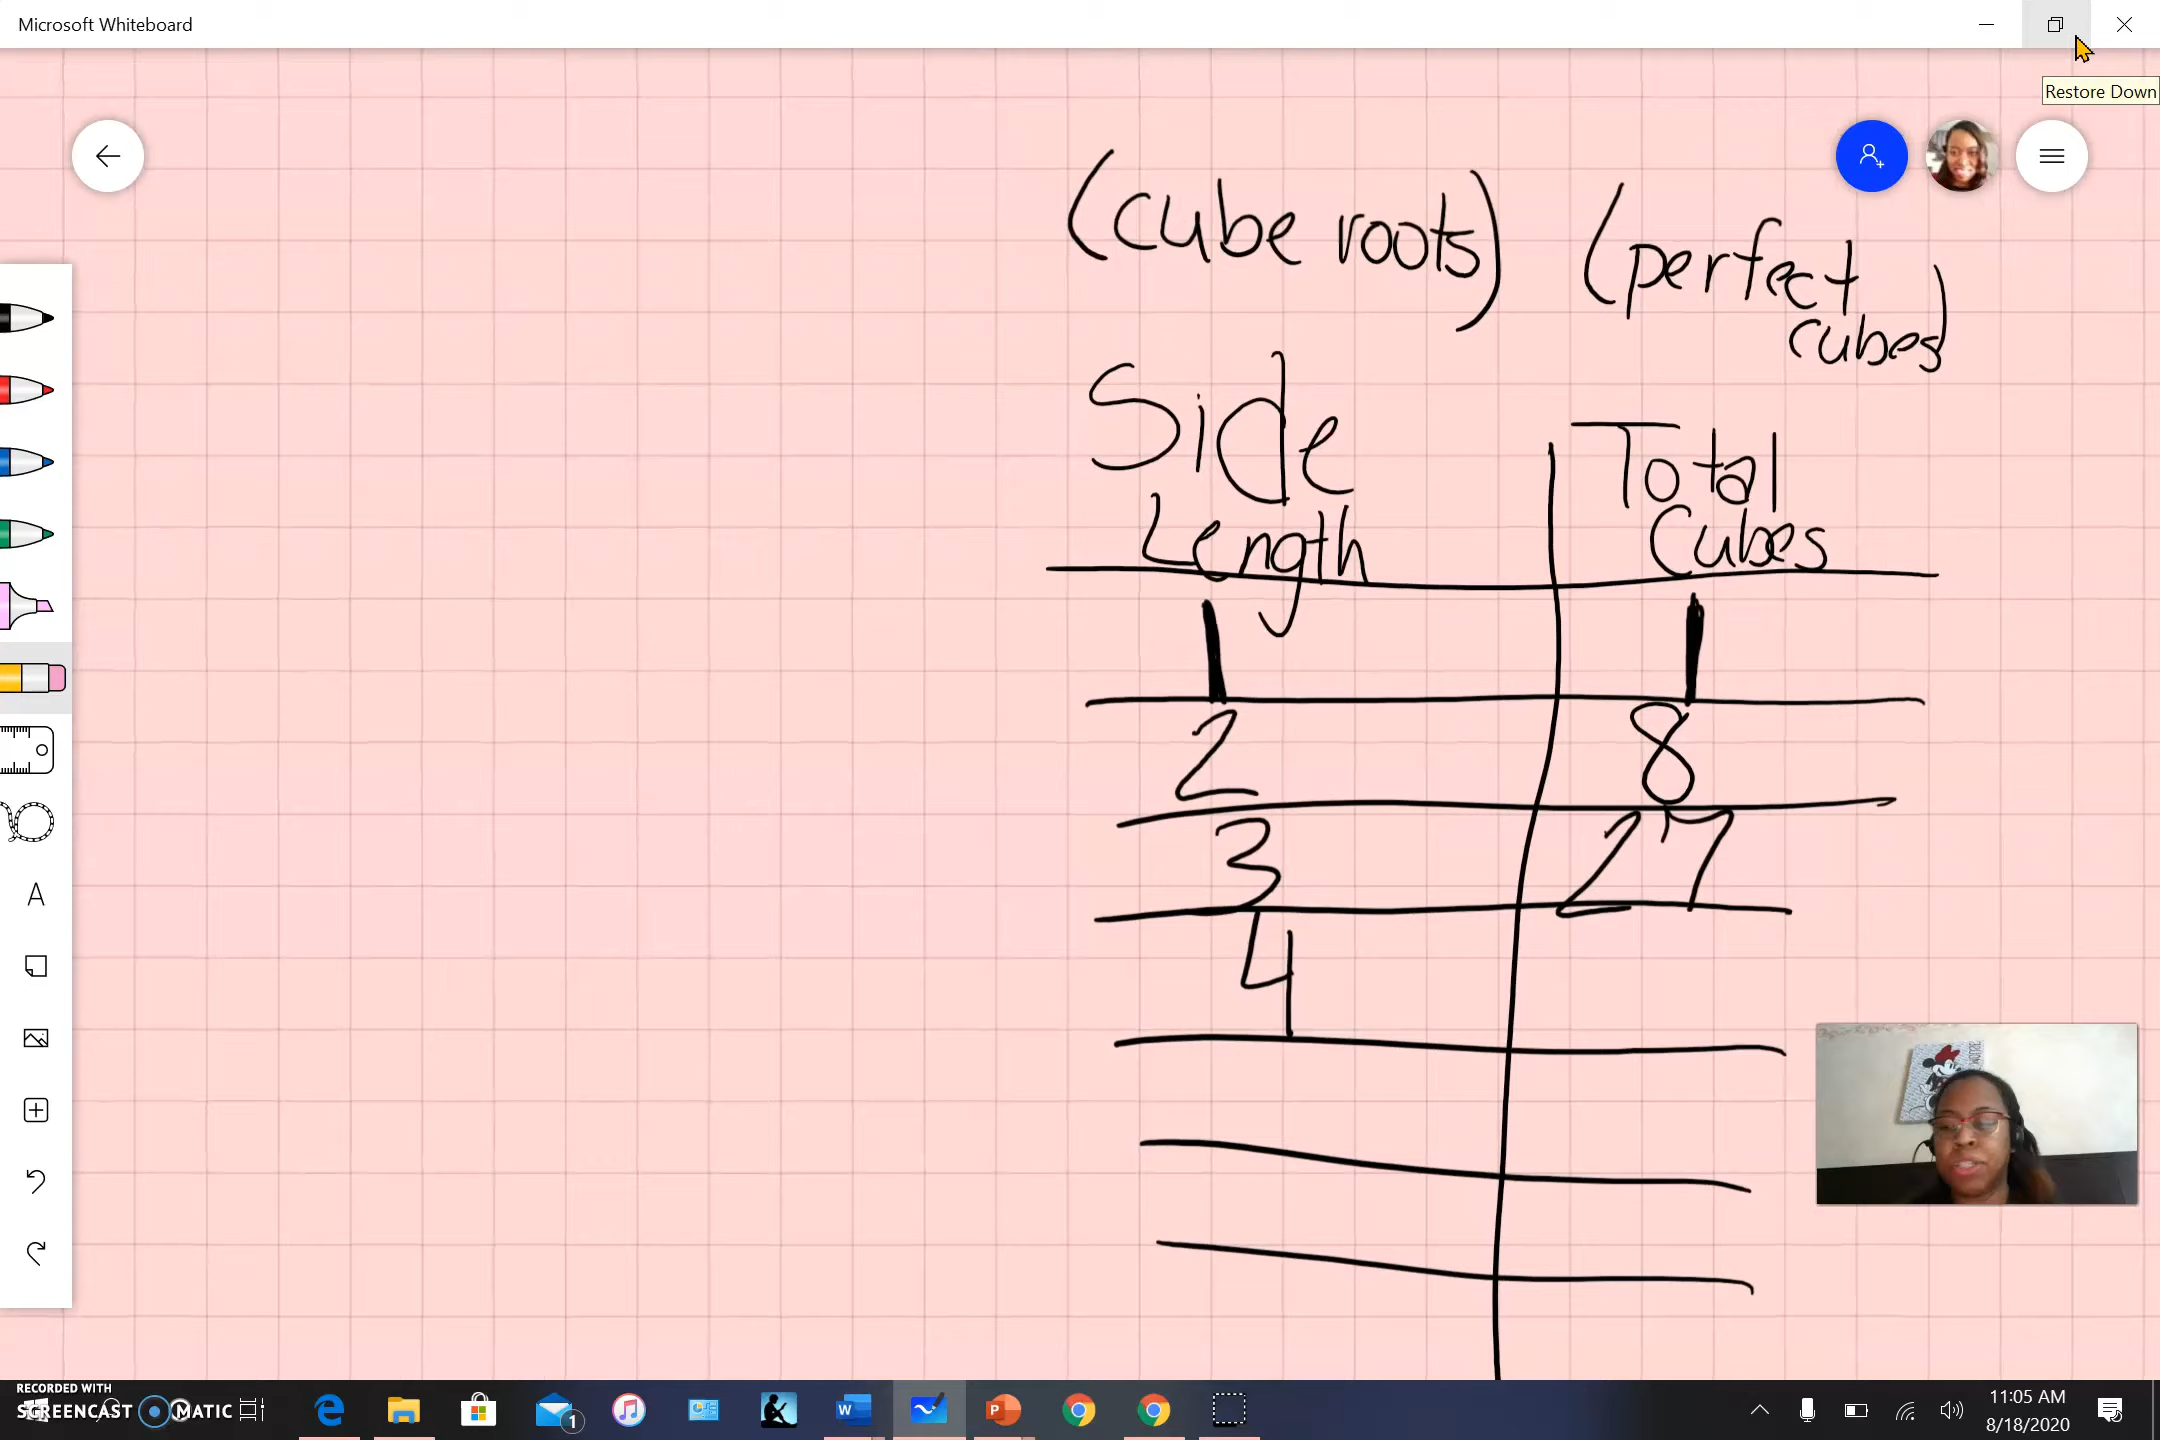 Microsoft Whiteboard
Restore Down
(cube roots) (perfect
cubes)
Side
Length
Total
Cubes
1 1
2 8
3 27
4
A
RECORDED WITH
SCREENCAST MATIC
1
W
P
11:05 AM
8/18/2020